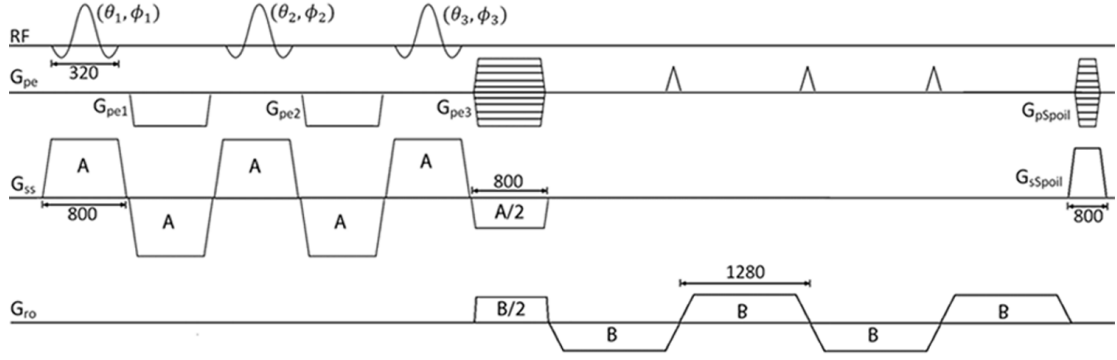 (θ₁, ϕ₁) (θ₂, ϕ₂) (θ₃, ϕ₃)
RF
320
Gpe
Gpe1 Gpe2 Gpe3 GpSpoil
A A A
Gss 800 GsSpoil
800 A A A/2 800
1280
Gro B/2 B B
B B